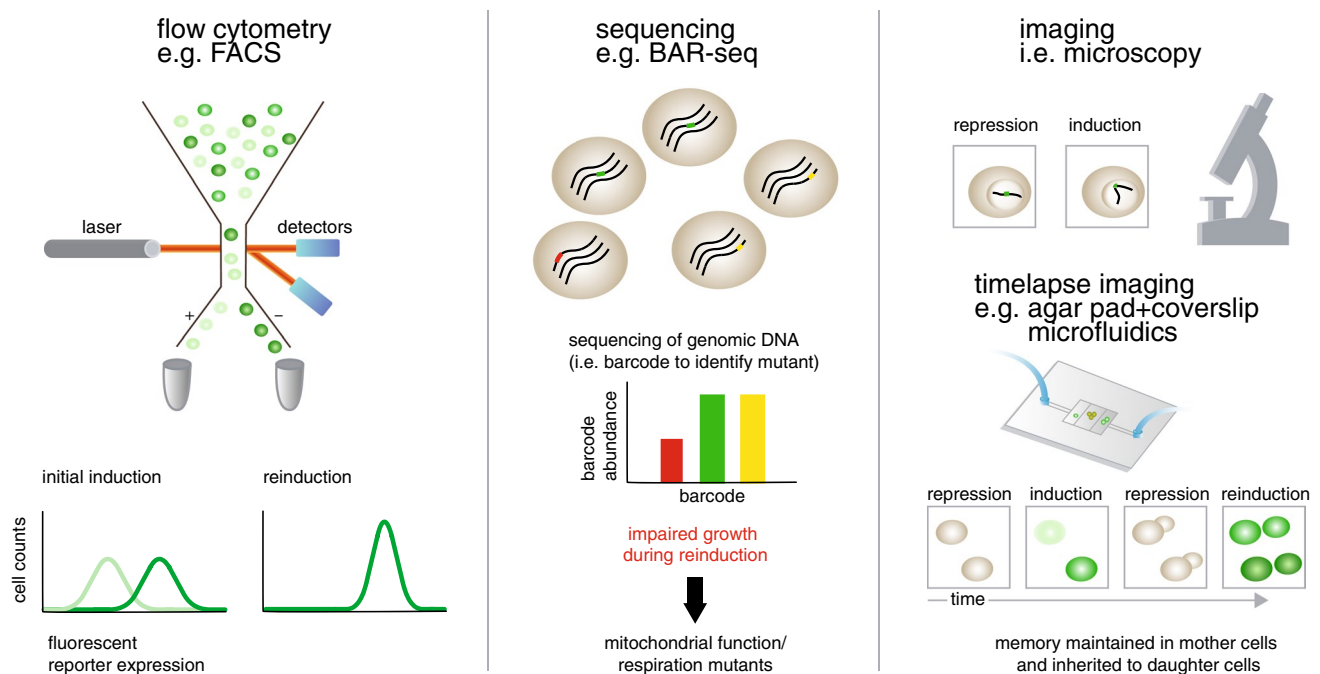 flow cytometry
e.g. FACS
laser
detectors
+
−
initial induction
reinduction
cell counts
fluorescent
reporter expression
sequencing
e.g. BAR-seq
sequencing of genomic DNA
(i.e. barcode to identify mutant)
barcode
abundance
barcode
impaired growth
during reinduction
mitochondrial function/
respiration mutants
imaging
i.e. microscopy
repression
induction
timelapse imaging
e.g. agar pad+coverslip
microfluidics
repression
induction
repression
reinduction
time
memory maintained in mother cells
and inherited to daughter cells